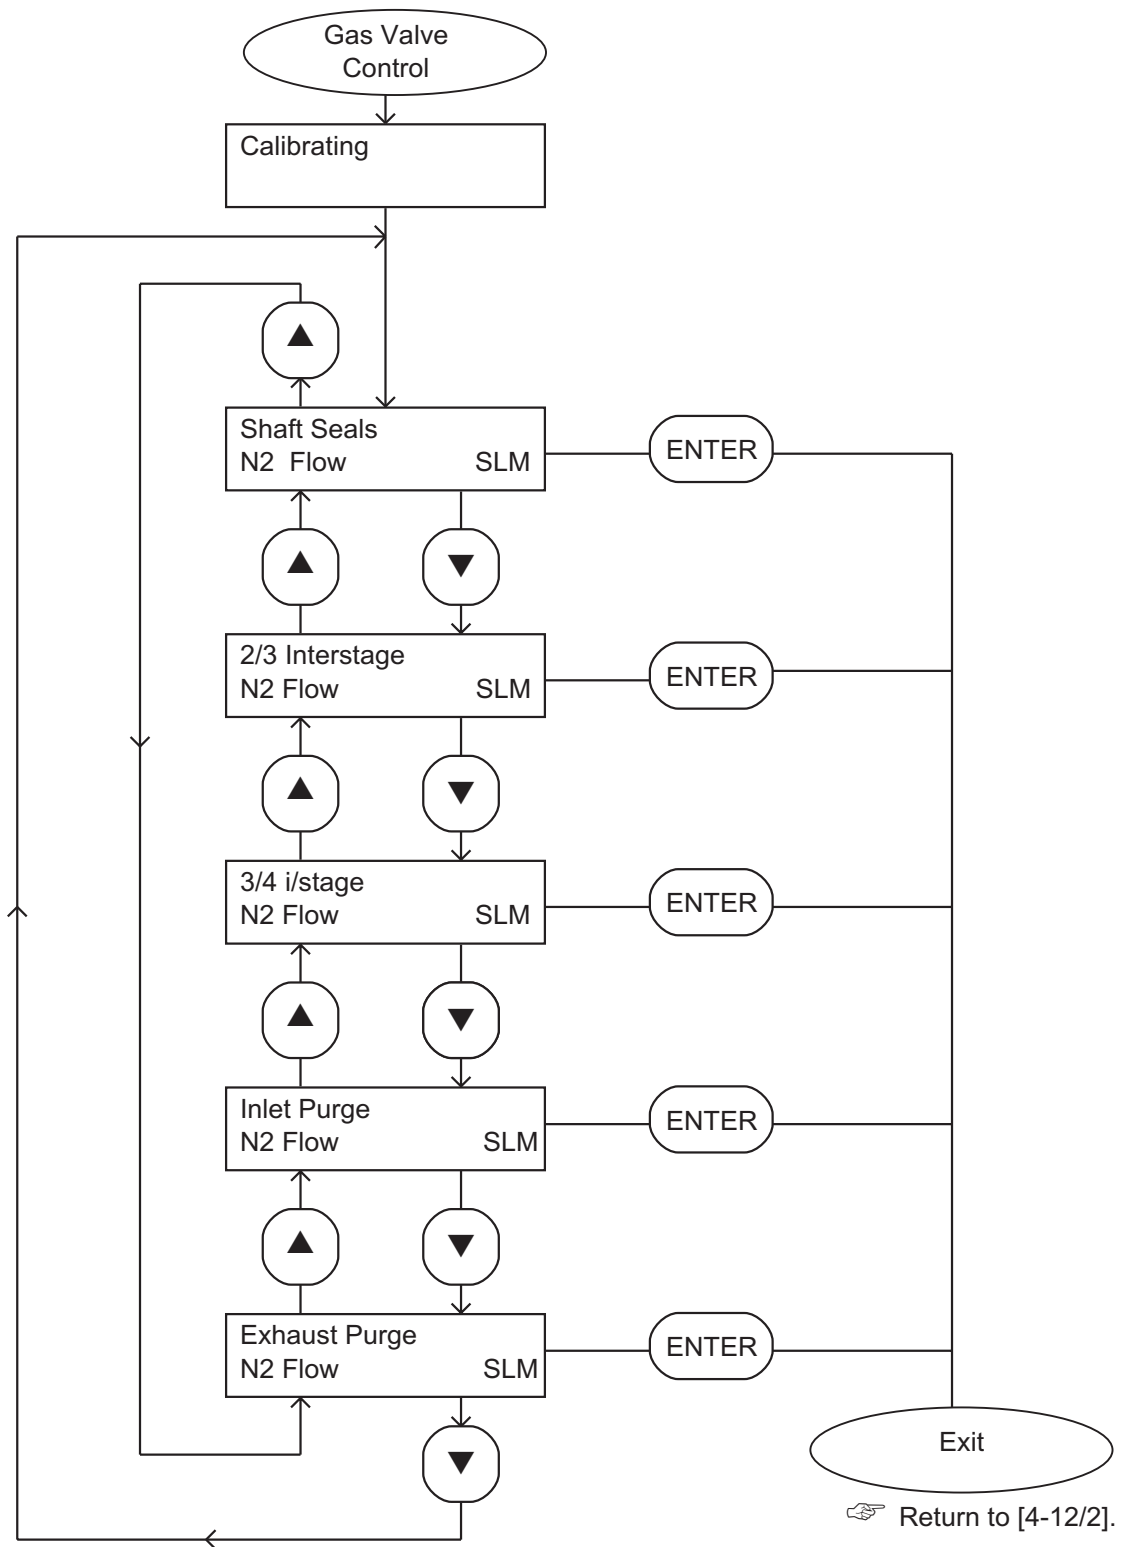 Gas Valve
Control
Calibrating
▲
Shaft Seals
N2 Flow SLM
ENTER
▲ ▼
2/3 Interstage
N2 Flow SLM
ENTER
▲ ▼
3/4 i/stage
N2 Flow SLM
ENTER
▲ ▼
Inlet Purge
N2 Flow SLM
ENTER
▲ ▼
Exhaust Purge
N2 Flow SLM
ENTER
▼
Exit
☞ Return to [4-12/2].